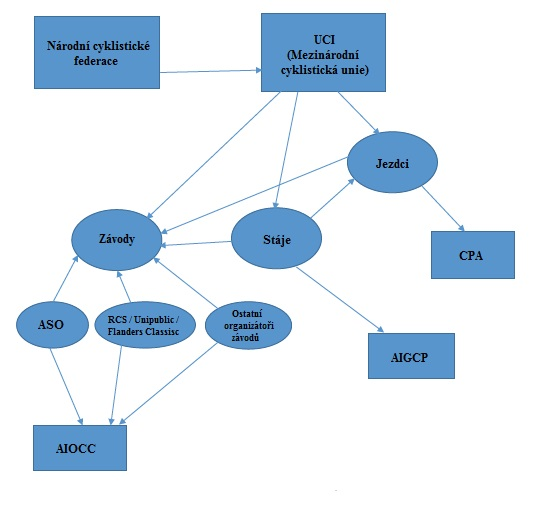 Národní cyklistické
federace
UCI
(Mezinárodní
cyklistická unie)
Jezdci
Závody
Stáje
CPA
ASO
RCS / Unipublic /
Flanders Classisc
Ostatní
organizátoři
závodů
AIGCP
AIOCC